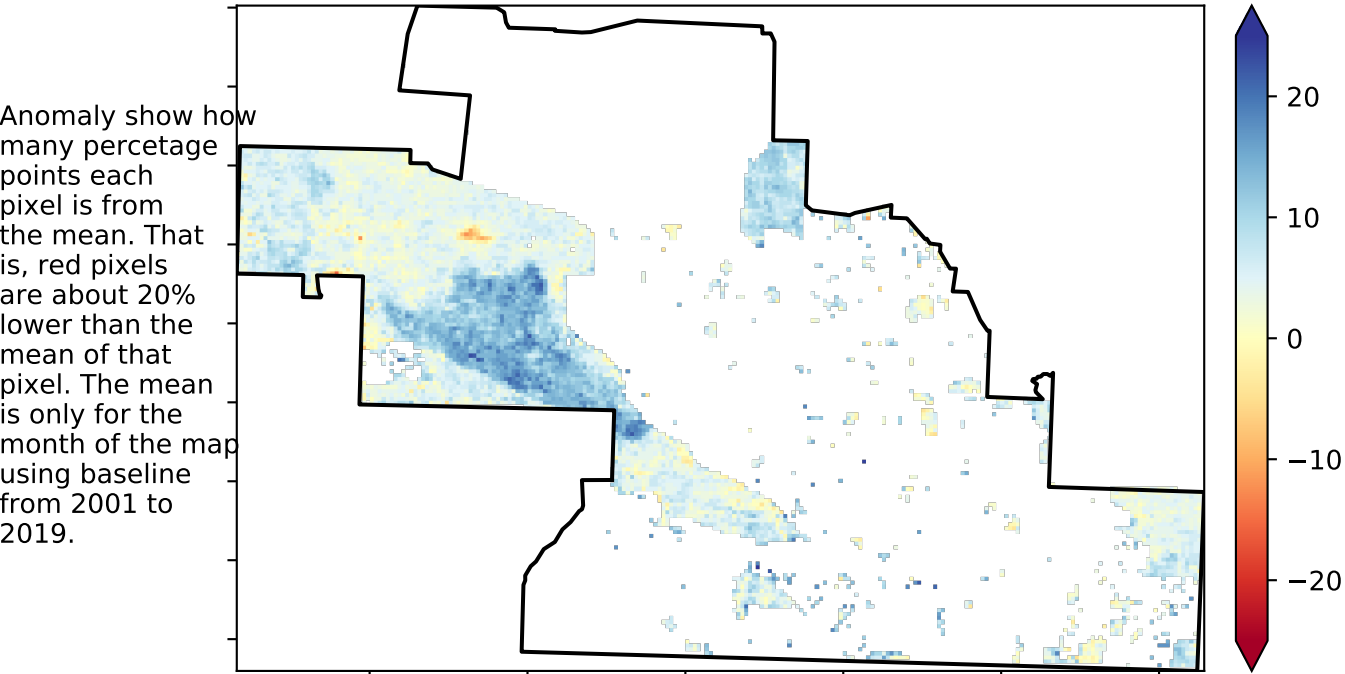 Anomaly show how
many percetage
points each
pixel is from
the mean. That
is, red pixels
are about 20%
lower than the
mean of that
pixel. The mean
is only for the
month of the map
using baseline
from 2001 to
2019.
20
10
0
−10
−20